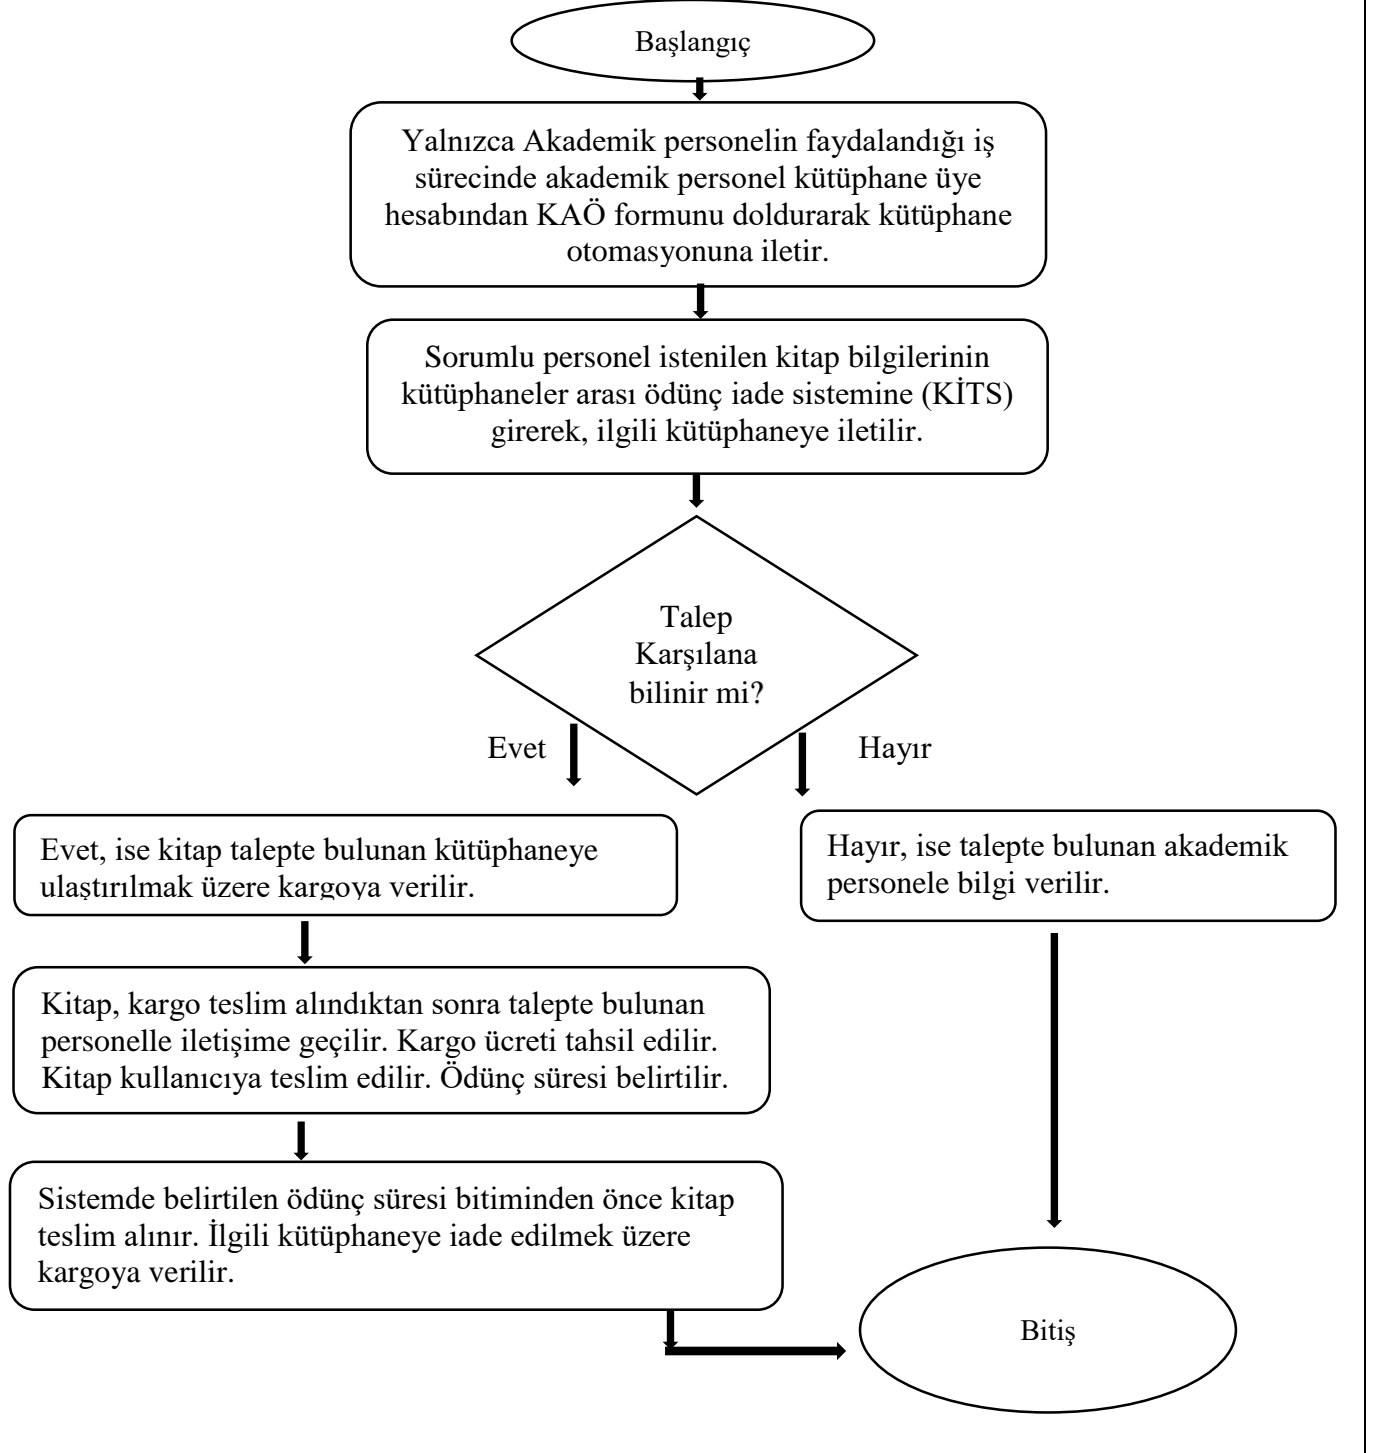 Başlangıç
Yalnızca Akademik personelin faydalandığı iş
sürecinde akademik personel kütüphane üye
hesabından KAÖ formunu doldurarak kütüphane
otomasyonuna iletir.
Sorumlu personel istenilen kitap bilgilerinin
kütüphaneler arası ödünç iade sistemine (KİTS)
girerek, ilgili kütüphaneye iletilir.
Talep
Karşılana
bilinir mi?
Evet
Hayır
Evet, ise kitap talepte bulunan kütüphaneye
ulaştırılmak üzere kargoya verilir.
Hayır, ise talepte bulunan akademik
personele bilgi verilir.
Kitap, kargo teslim alındıktan sonra talepte bulunan
personelle iletişime geçilir. Kargo ücreti tahsil edilir.
Kitap kullanıcıya teslim edilir. Ödünç süresi belirtilir.
Sistemde belirtilen ödünç süresi bitiminden önce kitap
teslim alınır. İlgili kütüphaneye iade edilmek üzere
kargoya verilir.
Bitiş